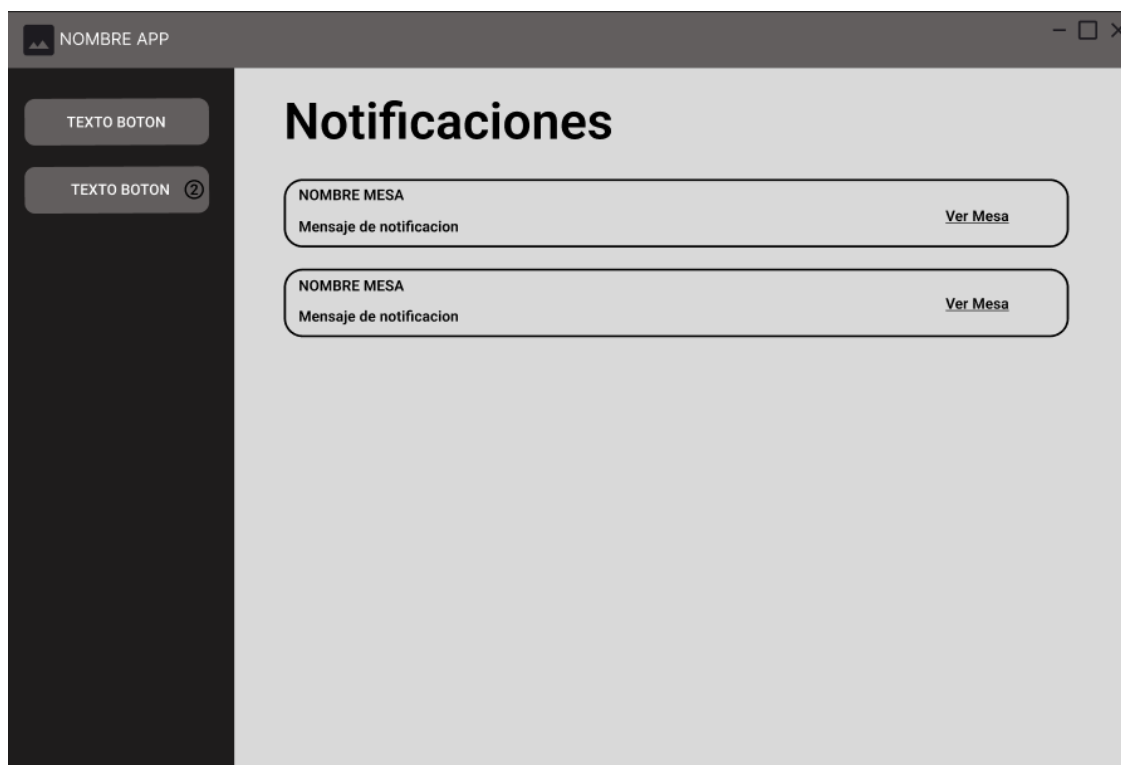 NOMBRE APP
TEXTO BOTON
TEXTO BOTON 2
Notificaciones
NOMBRE MESA
Mensaje de notificacion
Ver Mesa
NOMBRE MESA
Mensaje de notificacion
Ver Mesa